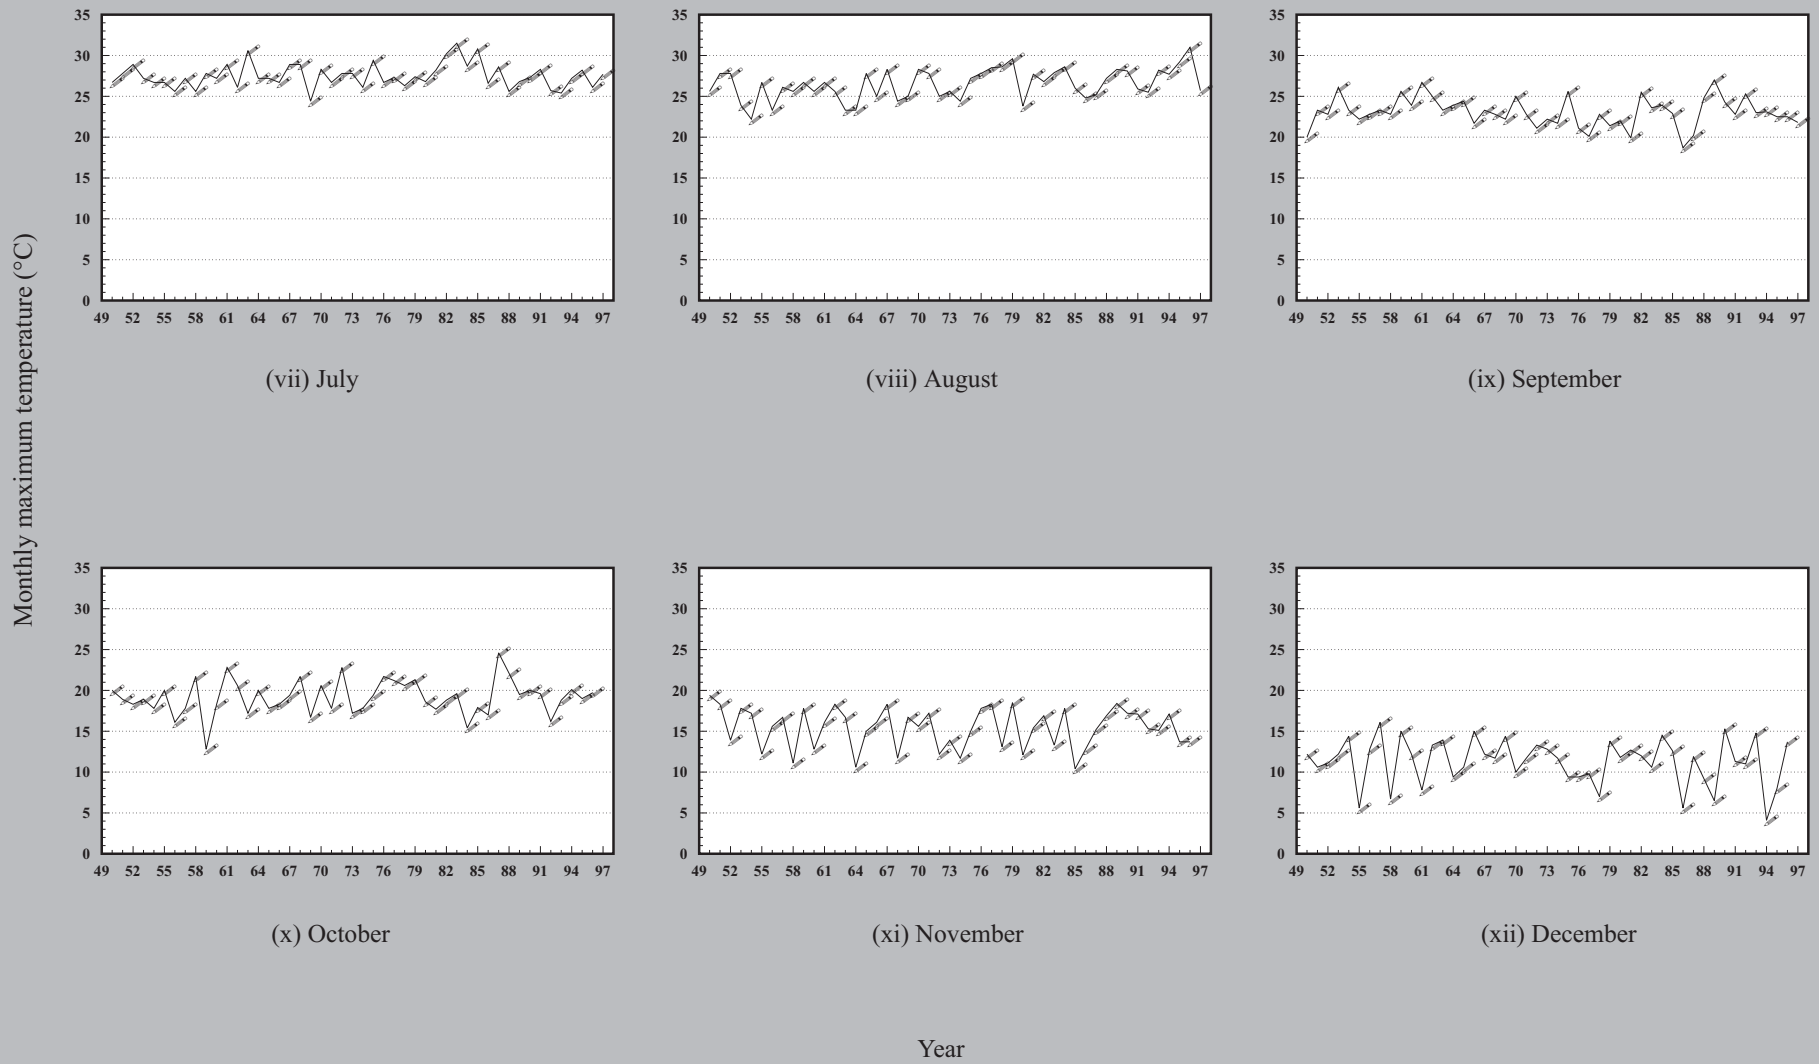 Monthly maximum temperature (°C)
35 35 35
30 30 30
25 25 25
20 20 20
15 15 15
10 10 10
5 5 5
0 0 0
49 52 55 58 61 64 67 70 73 76 79 82 85 88 91 94 97 49 52 55 58 61 64 67 70 73 76 79 82 85 88 91 94 97 49 52 55 58 61 64 67 70 73 76 79 82 85 88 91 94 97
(vii) July (viii) August (ix) September
35 35 35
30 30 30
25 25 25
20 20 20
15 15 15
10 10 10
5 5 5
0 0 0
49 52 55 58 61 64 67 70 73 76 79 82 85 88 91 94 97 49 52 55 58 61 64 67 70 73 76 79 82 85 88 91 94 97 49 52 55 58 61 64 67 70 73 76 79 82 85 88 91 94 97
(x) October (xi) November (xii) December
Year